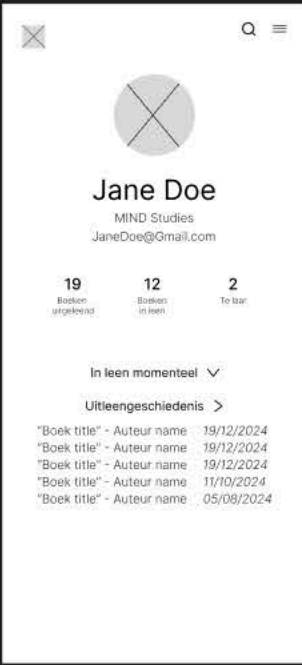 Jane Doe
MIND Studies
JaneDoe@Gmail.com
19 12 2
Boeken Boeken Te laar
uitgeleend in leen
In leen momenteel
Uitleengeschiedenis
"Boek title" - Auteur name 19/12/2024
"Boek title" - Auteur name 19/12/2024
"Boek title" - Auteur name 19/12/2024
"Boek title" - Auteur name 11/10/2024
"Boek title" - Auteur name 05/08/2024